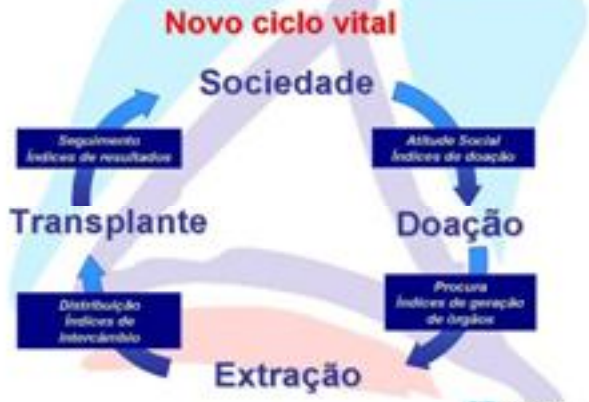 Novo ciclo vital
Sociedade
Seguimento
Índices de resultados
Atitude Social
Índices de doação
Transplante
Doação
Distribuição
Índices de
intercâmbio
Procura
Índices de geração
de órgãos
Extração